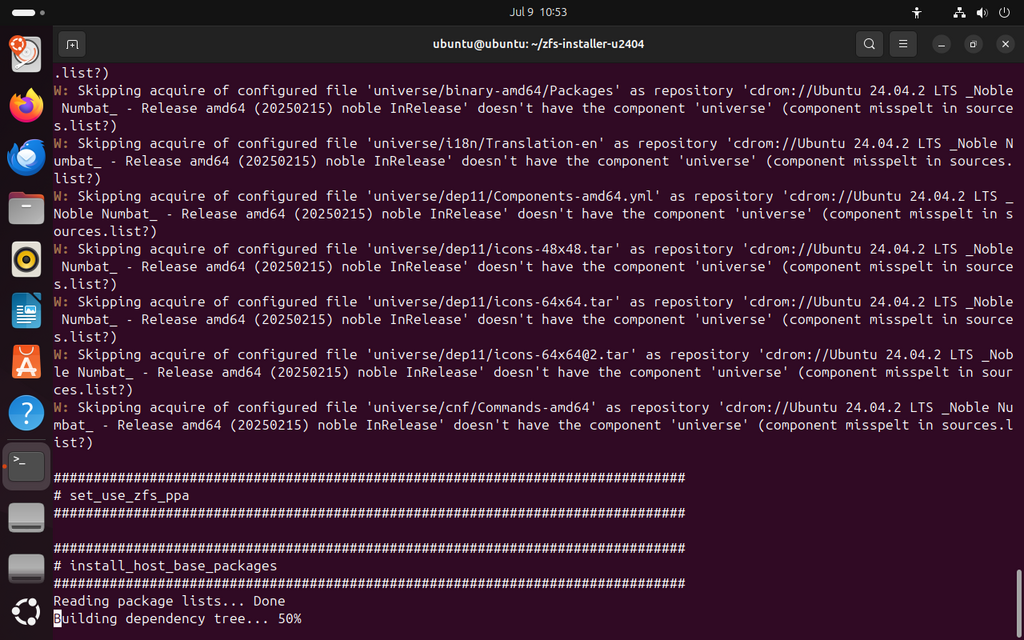 Jul 9 10:53
ubuntu@ubuntu: ~/zfs-installer-u2404
.list?)
W: Skipping acquire of configured file 'universe/binary-amd64/Packages' as repository 'cdrom://Ubuntu 24.04.2 LTS _Noble
 Numbat_ - Release amd64 (20250215) noble InRelease' doesn't have the component 'universe' (component misspelt in source
s.list?)
W: Skipping acquire of configured file 'universe/i18n/Translation-en' as repository 'cdrom://Ubuntu 24.04.2 LTS _Noble N
umbat_ - Release amd64 (20250215) noble InRelease' doesn't have the component 'universe' (component misspelt in sources.
list?)
W: Skipping acquire of configured file 'universe/dep11/Components-amd64.yml' as repository 'cdrom://Ubuntu 24.04.2 LTS _
Noble Numbat_ - Release amd64 (20250215) noble InRelease' doesn't have the component 'universe' (component misspelt in s
ources.list?)
W: Skipping acquire of configured file 'universe/dep11/icons-48x48.tar' as repository 'cdrom://Ubuntu 24.04.2 LTS _Noble
 Numbat_ - Release amd64 (20250215) noble InRelease' doesn't have the component 'universe' (component misspelt in source
s.list?)
W: Skipping acquire of configured file 'universe/dep11/icons-64x64.tar' as repository 'cdrom://Ubuntu 24.04.2 LTS _Noble
 Numbat_ - Release amd64 (20250215) noble InRelease' doesn't have the component 'universe' (component misspelt in source
s.list?)
W: Skipping acquire of configured file 'universe/dep11/icons-64x64@2.tar' as repository 'cdrom://Ubuntu 24.04.2 LTS _Nob
le Numbat_ - Release amd64 (20250215) noble InRelease' doesn't have the component 'universe' (component misspelt in sour
ces.list?)
W: Skipping acquire of configured file 'universe/cnf/Commands-amd64' as repository 'cdrom://Ubuntu 24.04.2 LTS _Noble Nu
mbat_ - Release amd64 (20250215) noble InRelease' doesn't have the component 'universe' (component misspelt in sources.l
ist?)
###############################################################################
# set_use_zfs_ppa
###############################################################################
###############################################################################
# install_host_base_packages
###############################################################################
Reading package lists... Done
Building dependency tree... 50%